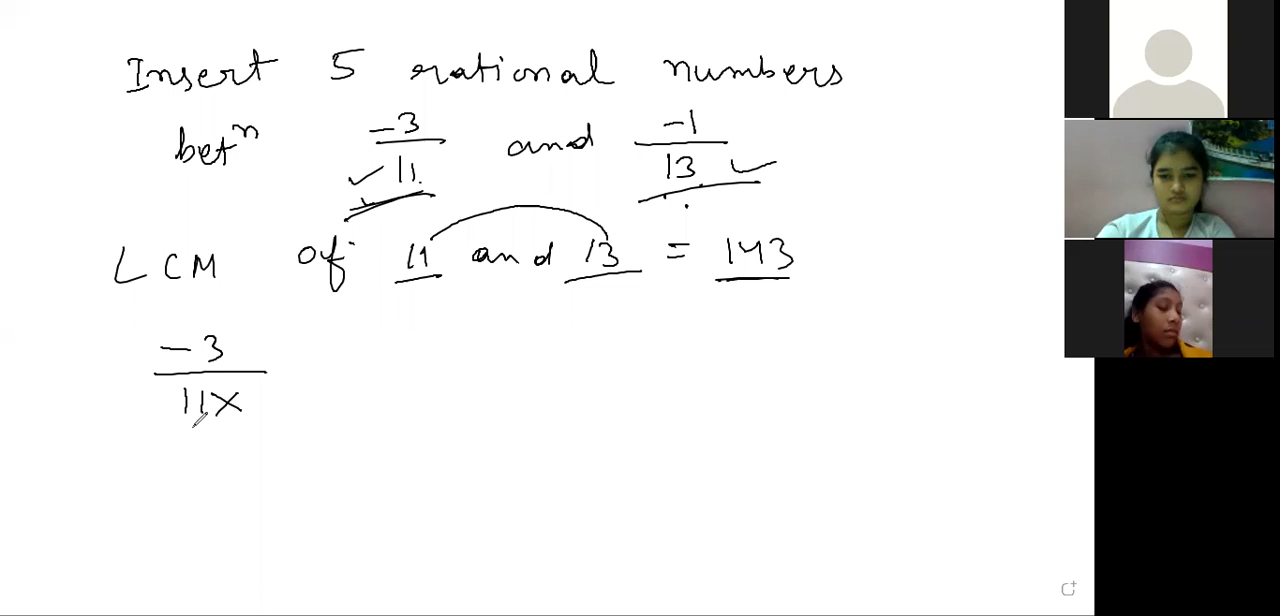 Insert 5 rational numbers
betⁿ -3/11 and -1/13
LCM of 11 and 13 = 143
-3
11×